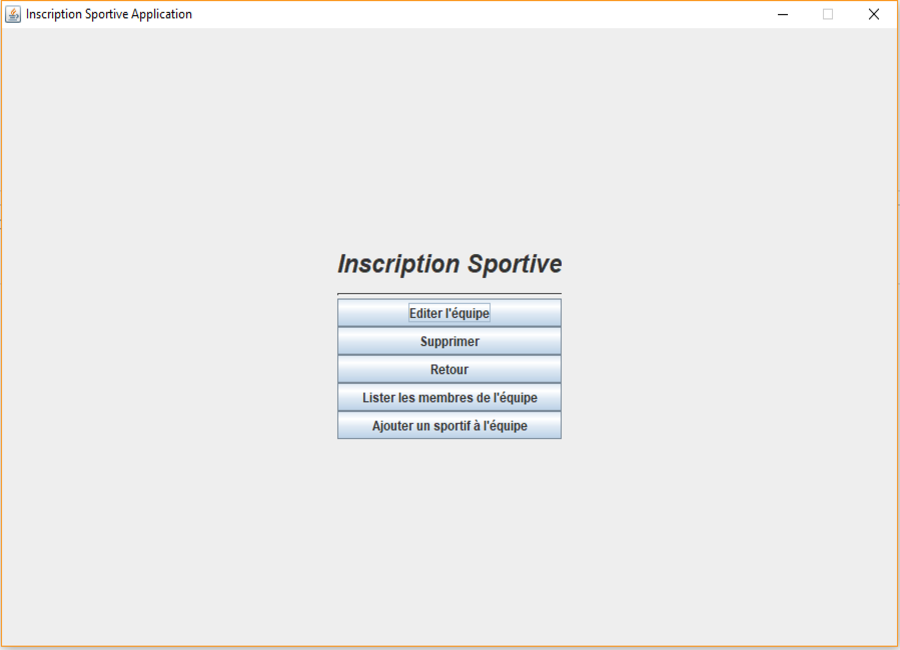 Inscription Sportive Application
Inscription Sportive
Editer l'équipe
Supprimer
Retour
Lister les membres de l'équipe
Ajouter un sportif à l'équipe